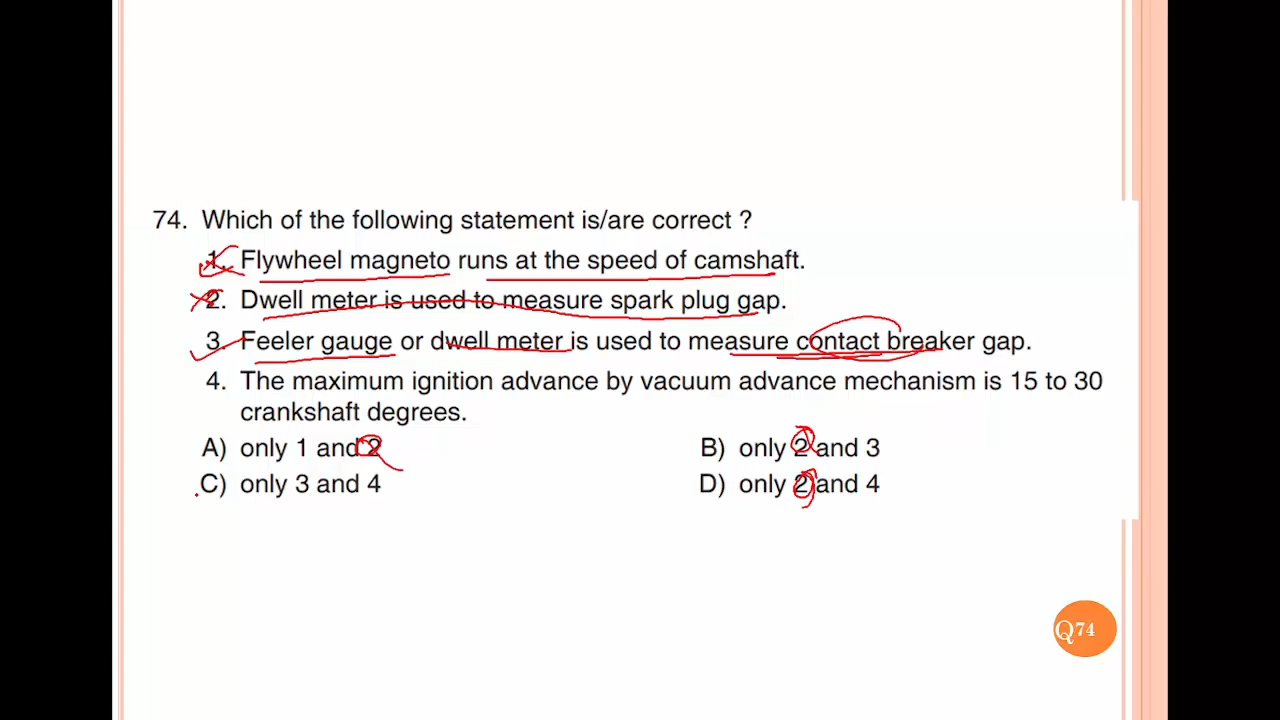 74. Which of the following statement is/are correct ?
1. Flywheel magneto runs at the speed of camshaft.
2. Dwell meter is used to measure spark plug gap.
3. Feeler gauge or dwell meter is used to measure contact breaker gap.
4. The maximum ignition advance by vacuum advance mechanism is 15 to 30
crankshaft degrees.
A) only 1 and 2
B) only 2 and 3
C) only 3 and 4
D) only 2 and 4
Q74